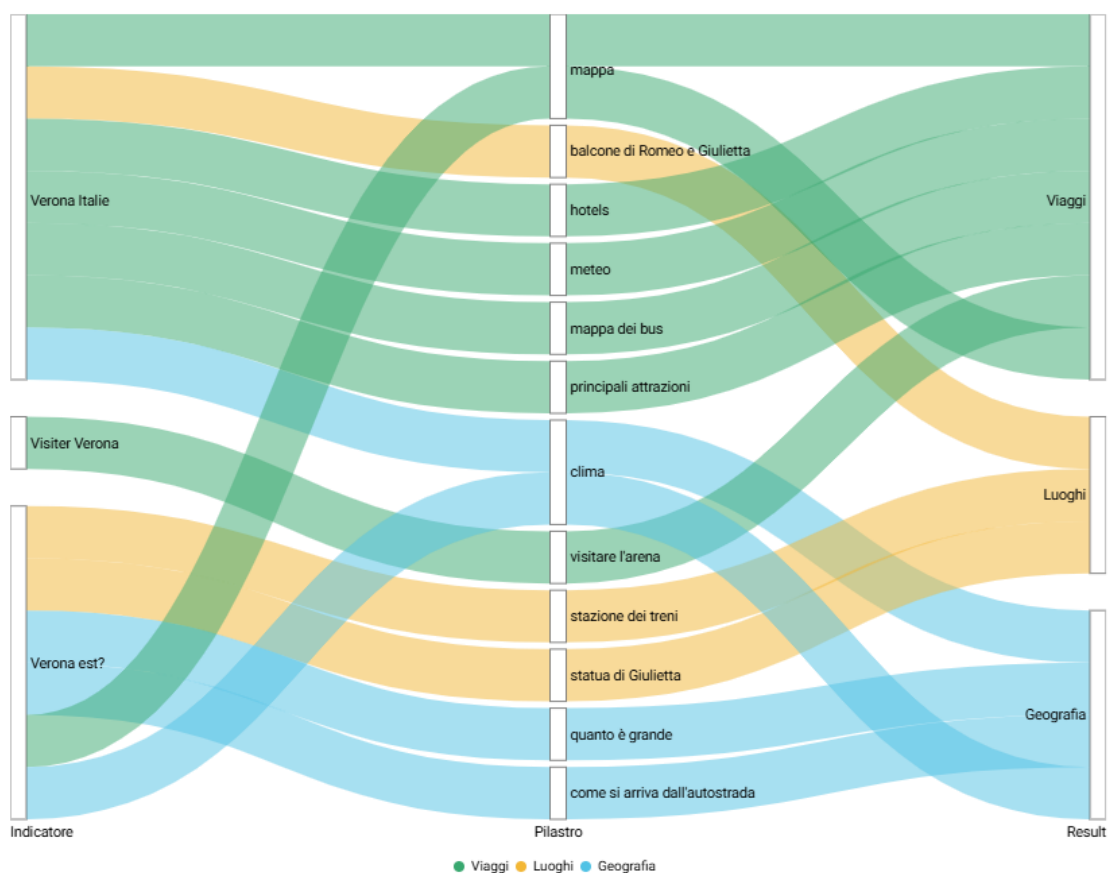 Verona Italie
Visiter Verona
Verona est?
mappa
balcone di Romeo e Giulietta
hotels
meteo
mappa dei bus
principali attrazioni
clima
visitare l'arena
stazione dei treni
statua di Giulietta
quanto è grande
come si arriva dall'autostrada
Viaggi
Luoghi
Geografia
Indicatore Pilastro Result
Viaggi Luoghi Geografia